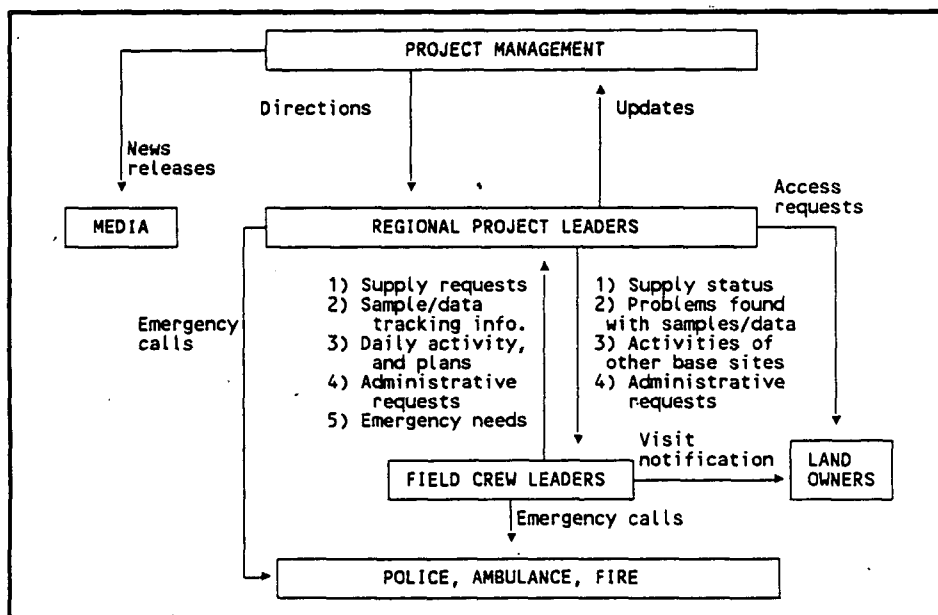 PROJECT MANAGEMENT
Directions
Updates
News
releases
Access
requests
MEDIA
REGIONAL PROJECT LEADERS
1) Supply requests
2) Sample/data
tracking info.
3) Daily activity,
and plans
4) Administrative
requests
5) Emergency needs
1) Supply status
2) Problems found
with samples/data
3) Activities of
other base sites
4) Administrative
requests
Emergency
calls
Visit
notification
FIELD CREW LEADERS
LAND
OWNERS
Emergency calls
POLICE, AMBULANCE, FIRE